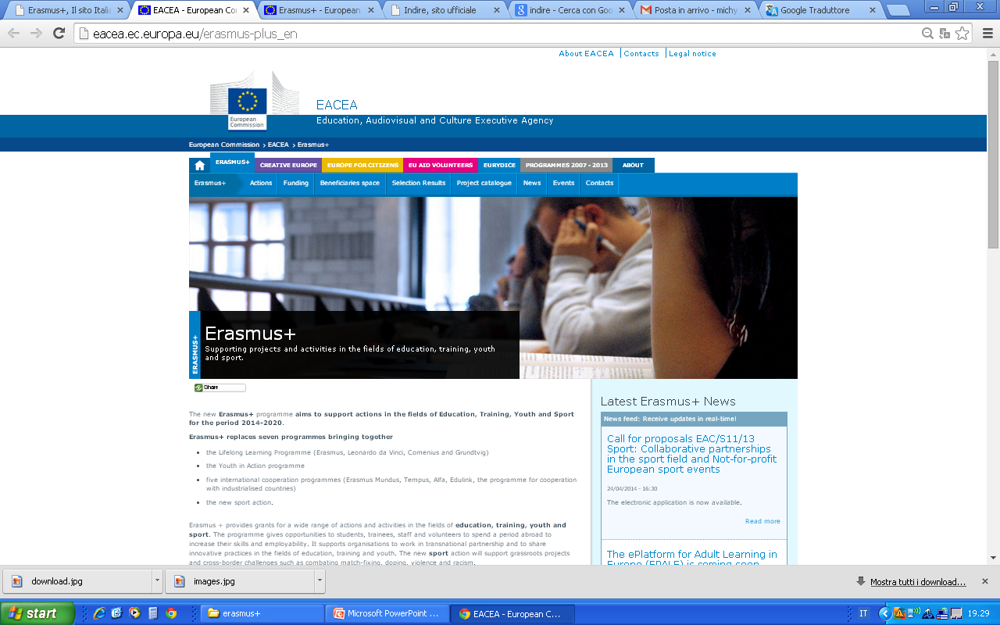 Erasmus+, Il sito Italia
EACEA - European Con
Erasmus+ - European
Indire, sito ufficiale
indire - Cerca con Goo
Posta in arrivo - michy
Google Traduttore
eacea.ec.europa.eu/erasmus-plus_en
About EACEA Contacts Legal notice
European
Commission
EACEA
Education, Audiovisual and Culture Executive Agency
European Commission > EACEA > Erasmus+
ERASMUS+ CREATIVE EUROPE EUROPE FOR CITIZENS EU AID VOLUNTEERS EURYDICE PROGRAMMES 2007 - 2013 ABOUT
Erasmus+ Actions Funding Beneficiaries space Selection Results Project catalogue News Events Contacts
ERASMUS+
Erasmus+
Supporting projects and activities in the fields of education, training, youth
and sport.
Share
The new Erasmus+ programme aims to support actions in the fields of Education, Training, Youth and Sport
for the period 2014-2020.
Erasmus+ replaces seven programmes bringing together
• the Lifelong Learning Programme (Erasmus, Leonardo da Vinci, Comenius and Grundtvig)
• the Youth in Action programme
• five international cooperation programmes (Erasmus Mundus, Tempus, Alfa, Edulink, the programme for cooperation
with industrialised countries)
• the new sport action.
Erasmus + provides grants for a wide range of actions and activities in the fields of education, training, youth and
sport. The programme gives opportunities to students, trainees, staff and volunteers to spend a period abroad to
increase their skills and employability. It supports organisations to work in transnational partnership and to share
innovative practices in the fields of education, training and youth. The new sport action will support grassroots projects
and cross-border challenges such as combating match-fixing, doping, violence and racism.
Latest Erasmus+ News
News feed: Receive updates in real-time!
Call for proposals EAC/S11/13
Sport: Collaborative partnerships
in the sport field and Not-for-profit
European sport events
24/04/2014 - 16:30
The electronic application is now available.
Read more
The ePlatform for Adult Learning in
Europe (EPALE) is coming soon
download.jpg
images.jpg
Mostra tutti i download...
start
erasmus+
Microsoft PowerPoint ...
EACEA - European C...
IT
19.29